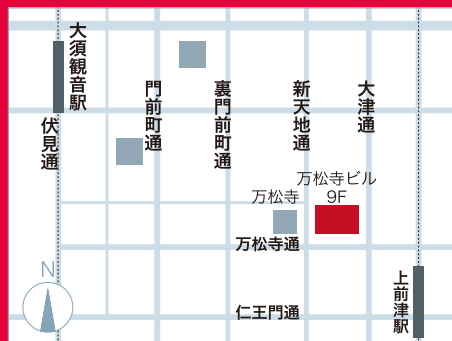 大須観音駅
伏見通
門前町通
裏門前町通
新天地通
大津通
万松寺ビル
9F
万松寺
万松寺通
仁王門通
上前津駅
N